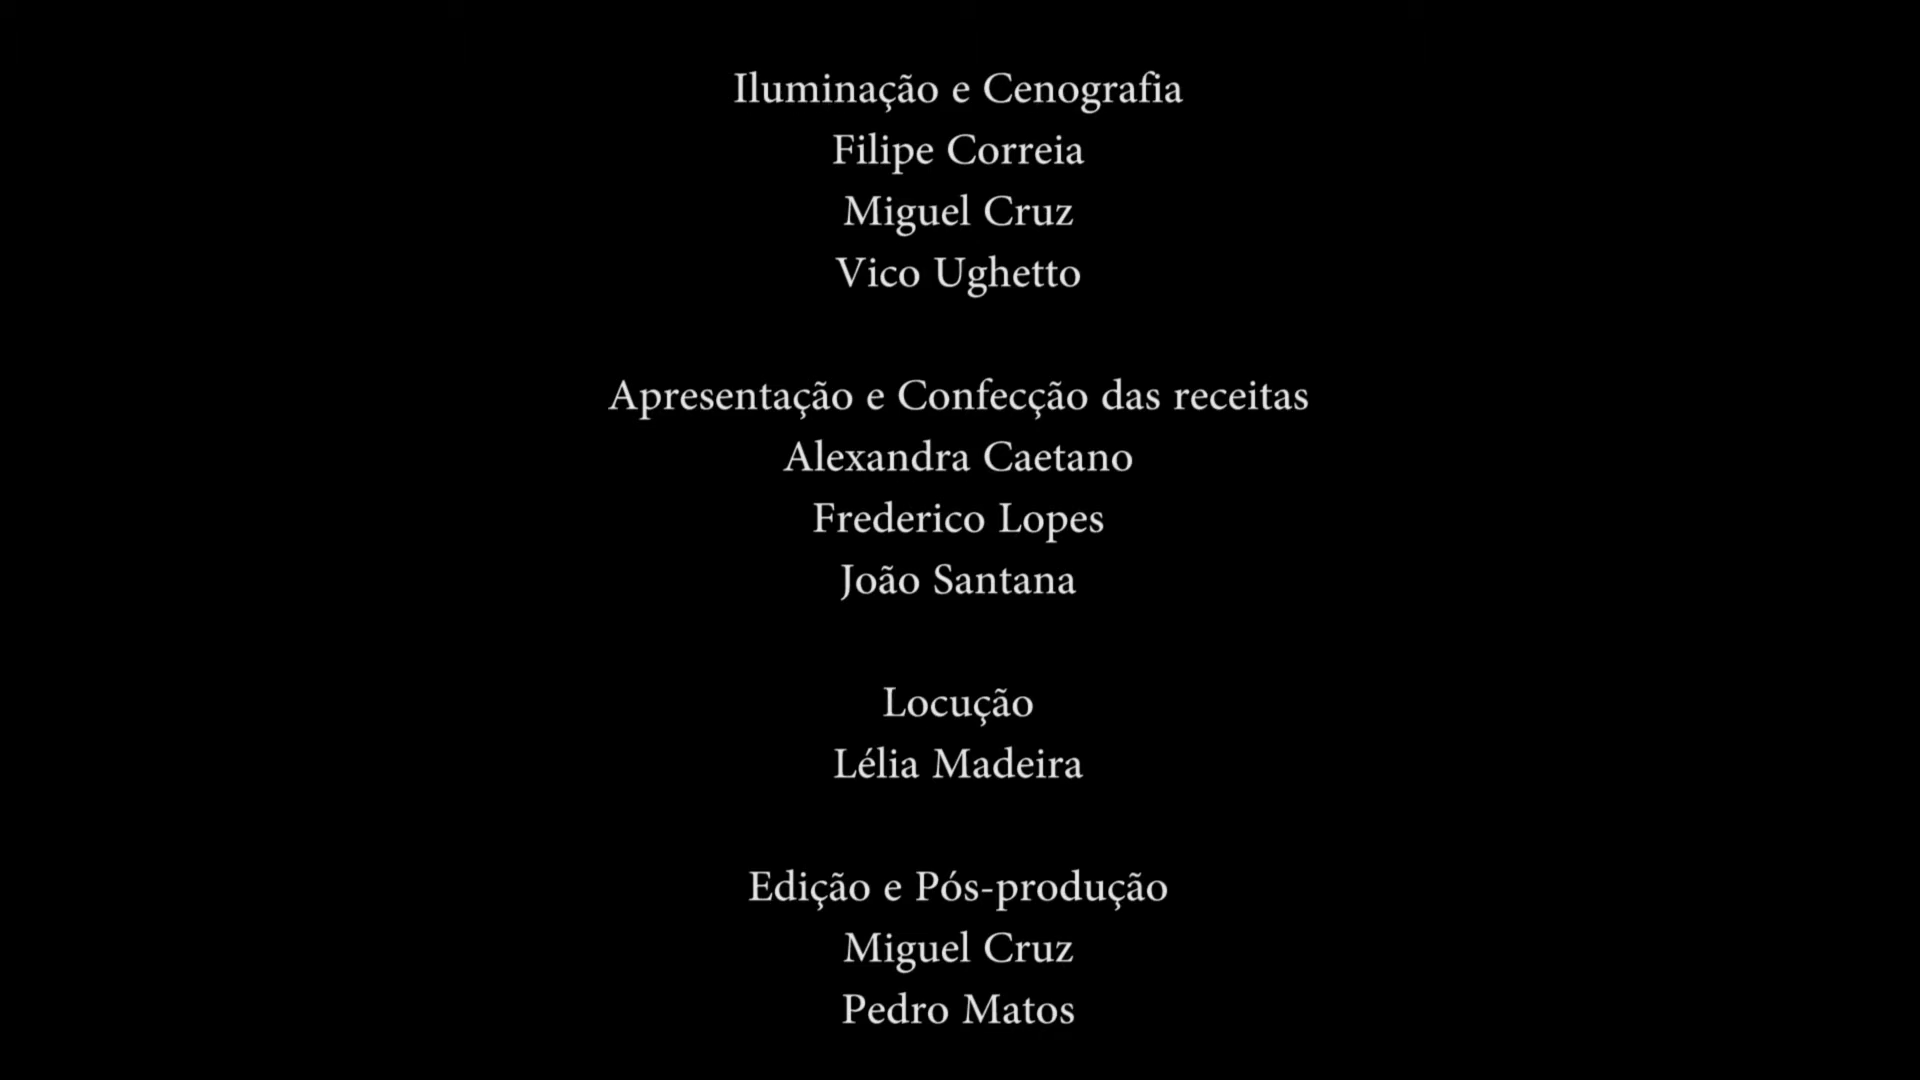 Iluminação e Cenografia
Filipe Correia
Miguel Cruz
Vico Ughetto
Apresentação e Confecção das receitas
Alexandra Caetano
Frederico Lopes
João Santana
Locução
Lélia Madeira
Edição e Pós-produção
Miguel Cruz
Pedro Matos